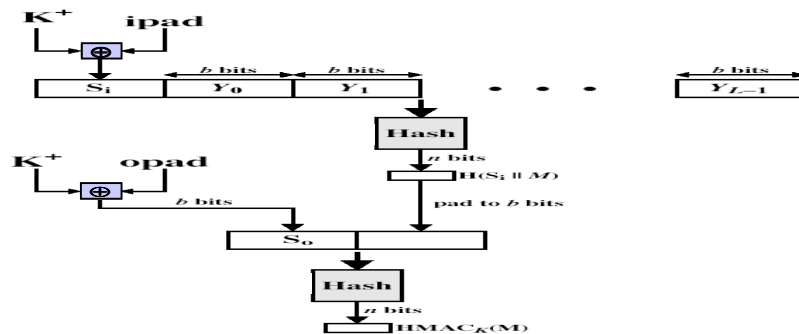 K+ ipad
⊕
b bits b bits b bits
Si Y0 Y1 • • • YL−1
Hash
n bits
K+ opad
H(Si || M)
⊕
b bits
pad to b bits
So
Hash
n bits
HMACK(M)